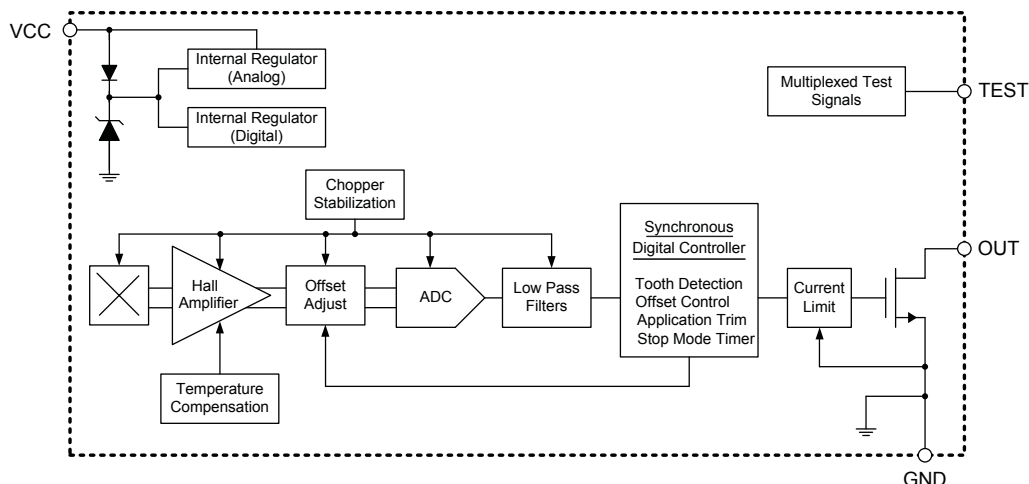 VCC
Internal Regulator
(Analog)
Internal Regulator
(Digital)
Multiplexed Test
Signals
TEST
Chopper
Stabilization
Synchronous
Digital Controller
Tooth Detection
Offset Control
Application Trim
Stop Mode Timer
OUT
Hall
Amplifier
Offset
Adjust
ADC
Low Pass
Filters
Current
Limit
Temperature
Compensation
GND